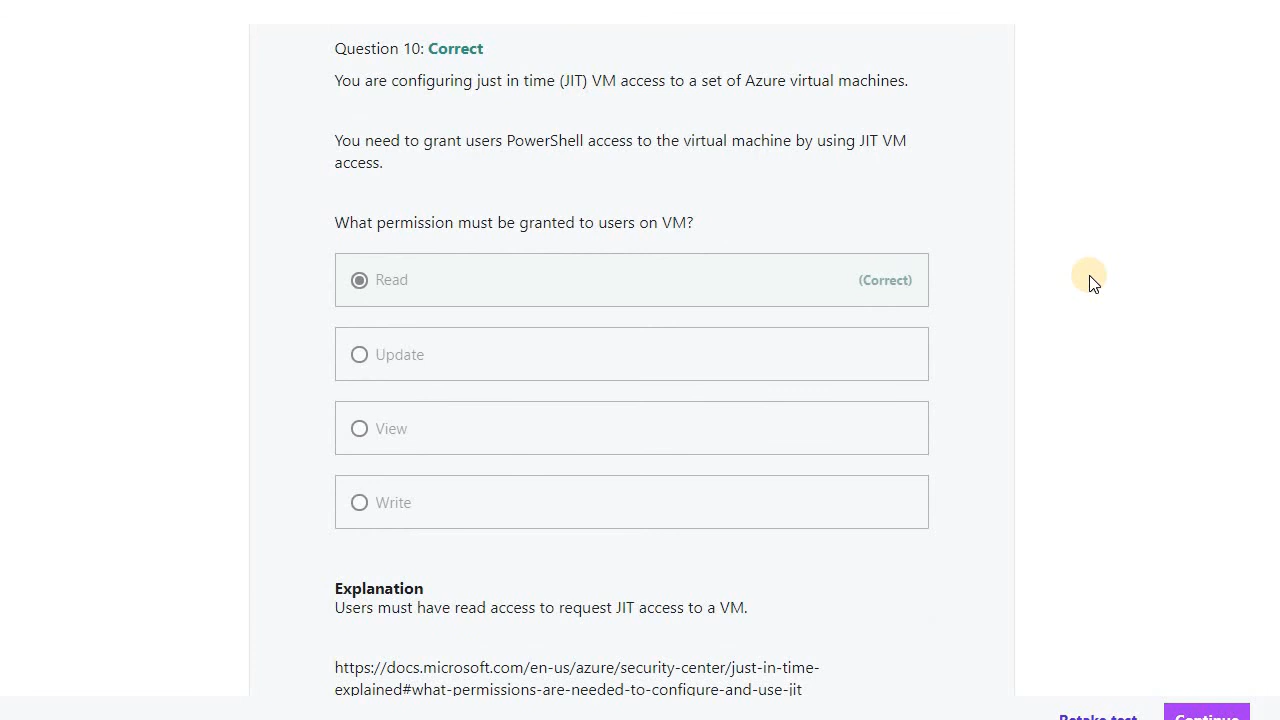 Question 10: Correct
You are configuring just in time (JIT) VM access to a set of Azure virtual machines.
You need to grant users PowerShell access to the virtual machine by using JIT VM
access.
What permission must be granted to users on VM?
Read
(Correct)
Update
View
Write
Explanation
Users must have read access to request JIT access to a VM.
https://docs.microsoft.com/en-us/azure/security-center/just-in-time-
explained#what-permissions-are-needed-to-configure-and-use-jit
Retake test
Continue